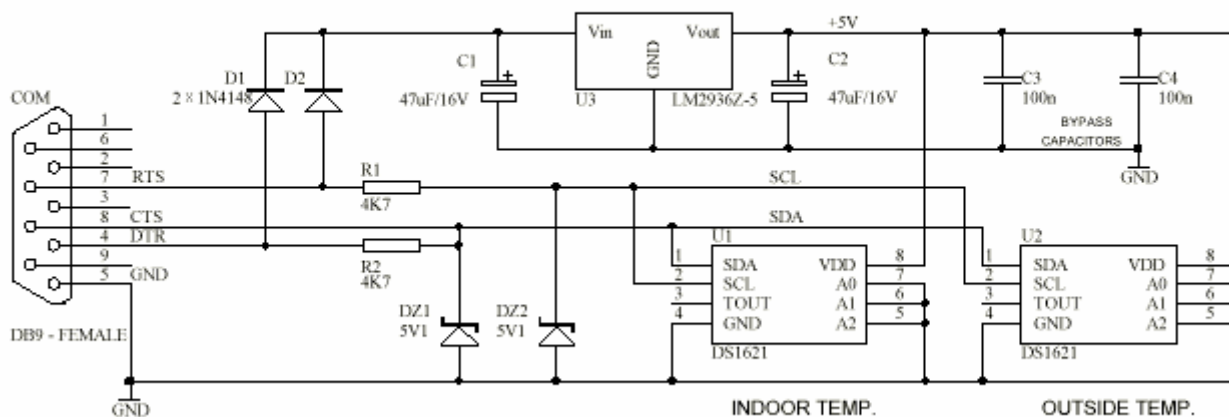 COM
1
6
2
7
3
8
4
9
5
RTS
CTS
DTR
GND
DB9 - FEMALE
GND
D1
D2
2×1N4148
R1
4K7
R2
4K7
DZ1
5V1
DZ2
5V1
C1
47uF/16V
Vin
Vout
GND
U3
LM2936Z-5
C2
47uF/16V
+5V
C3
100n
C4
100n
BYPASS
CAPACITORS
GND
SCL
SDA
U1
1 SDA VDD 8
2 SCL A0 7
3 TOUT A1 6
4 GND A2 5
DS1621
INDOOR TEMP.
U2
1 SDA VDD 8
2 SCL A0 7
3 TOUT A1 6
4 GND A2 5
DS1621
OUTSIDE TEMP.